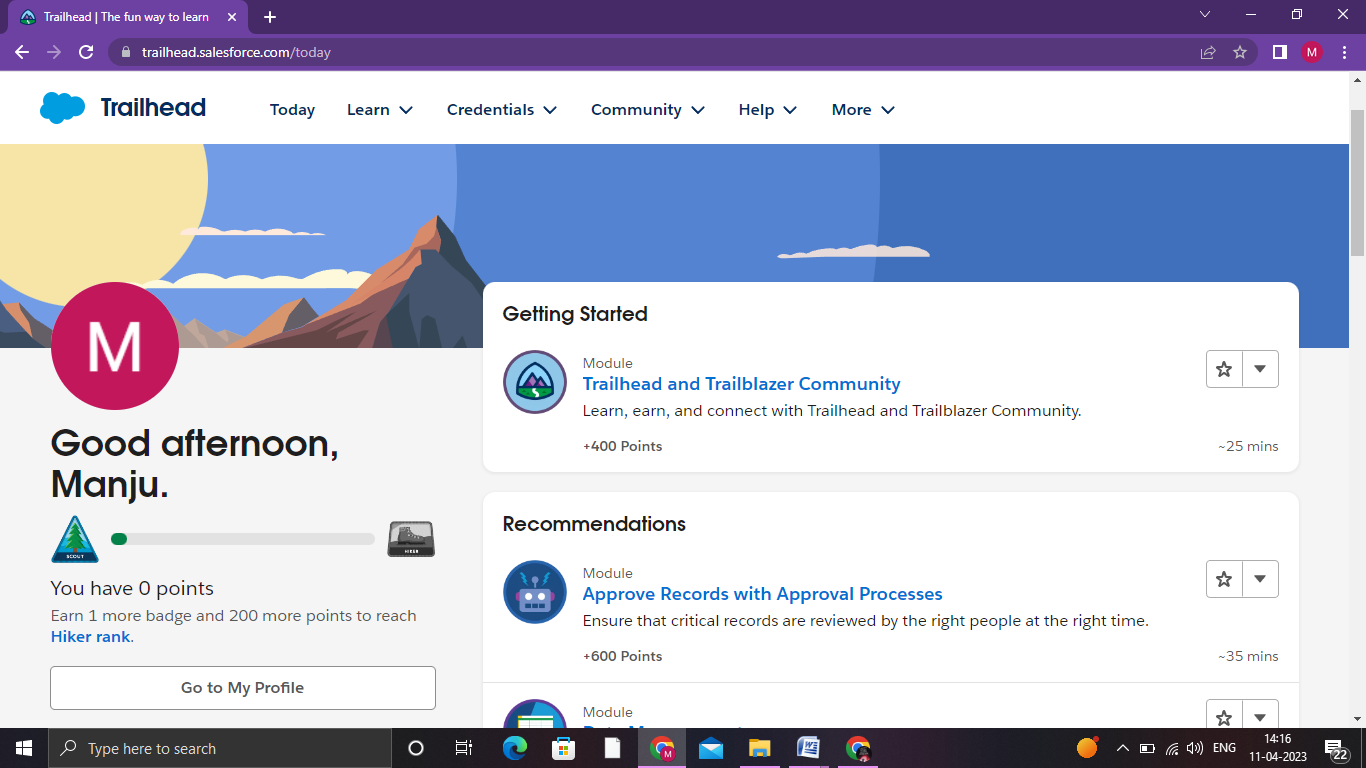 Trailhead | The fun way to learn
trailhead.salesforce.com/today
M
Trailhead
Today Learn Credentials Community Help More
M
Good afternoon,
Manju.
SCOUT
HIKER
You have 0 points
Earn 1 more badge and 200 more points to reach
Hiker rank.
Go to My Profile
Getting Started
Module
Trailhead and Trailblazer Community
Learn, earn, and connect with Trailhead and Trailblazer Community.
+400 Points ~25 mins
Recommendations
Module
Approve Records with Approval Processes
Ensure that critical records are reviewed by the right people at the right time.
+600 Points ~35 mins
Module
Type here to search
M
W
ENG
14:16
11-04-2023
22